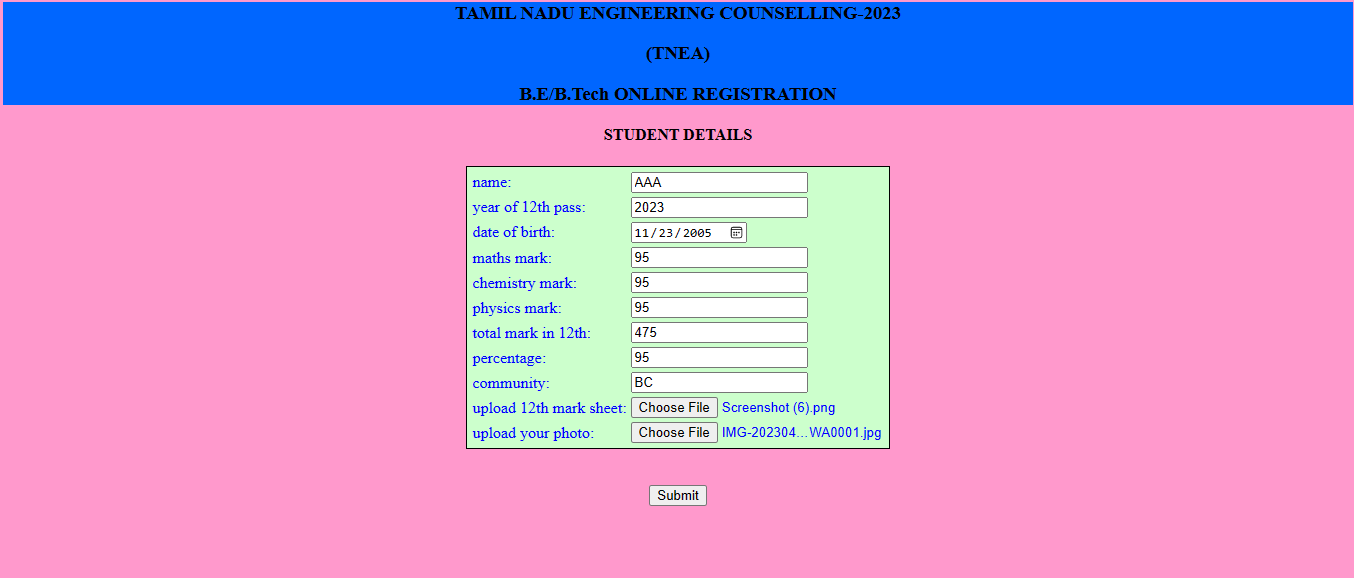 TAMIL NADU ENGINEERING COUNSELLING-2023
(TNEA)
B.E/B.Tech ONLINE REGISTRATION
STUDENT DETAILS
name: AAA
year of 12th pass: 2023
date of birth: 11/23/2005
maths mark: 95
chemistry mark: 95
physics mark: 95
total mark in 12th: 475
percentage: 95
community: BC
upload 12th mark sheet: Choose File Screenshot (6).png
upload your photo: Choose File IMG-202304...WA0001.jpg
Submit